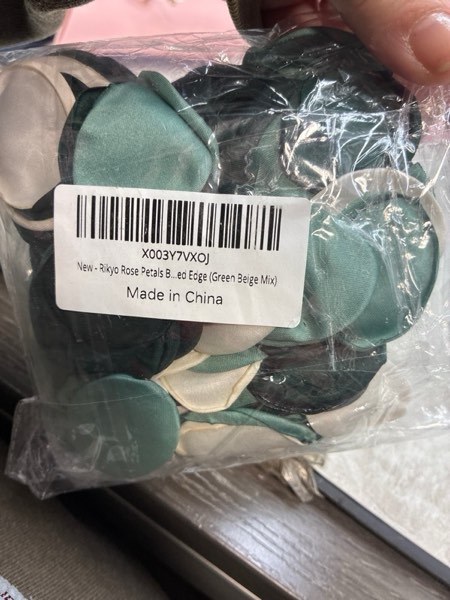 X003Y7VXOJ
New - Rikyo Rose Petals B...ed Edge (Green Beige Mix)
Made in China